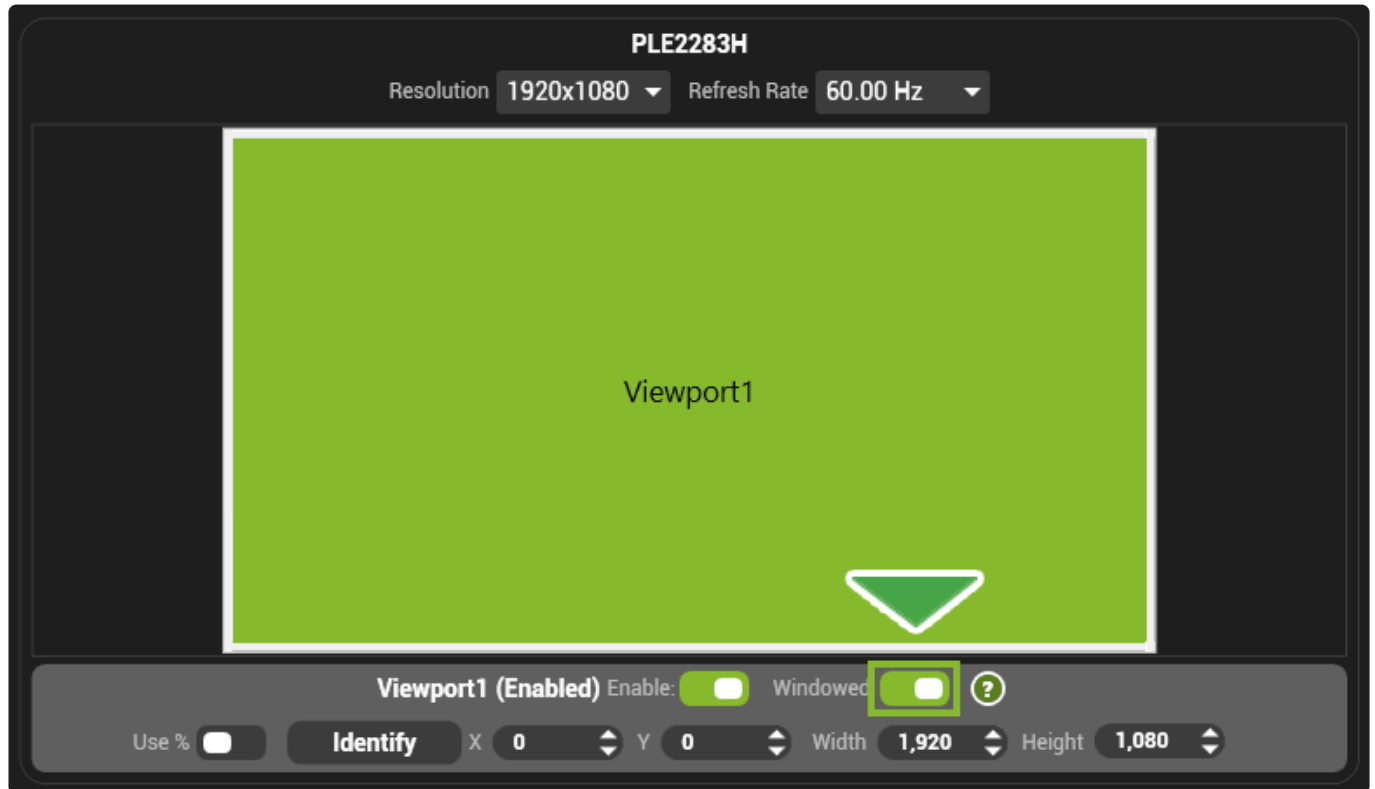 PLE2283H
Resolution 1920x1080 Refresh Rate 60.00 Hz
Viewport1
Viewport1 (Enabled) Enable: Windowed ?
Use % Identify X 0 Y 0 Width 1,920 Height 1,080